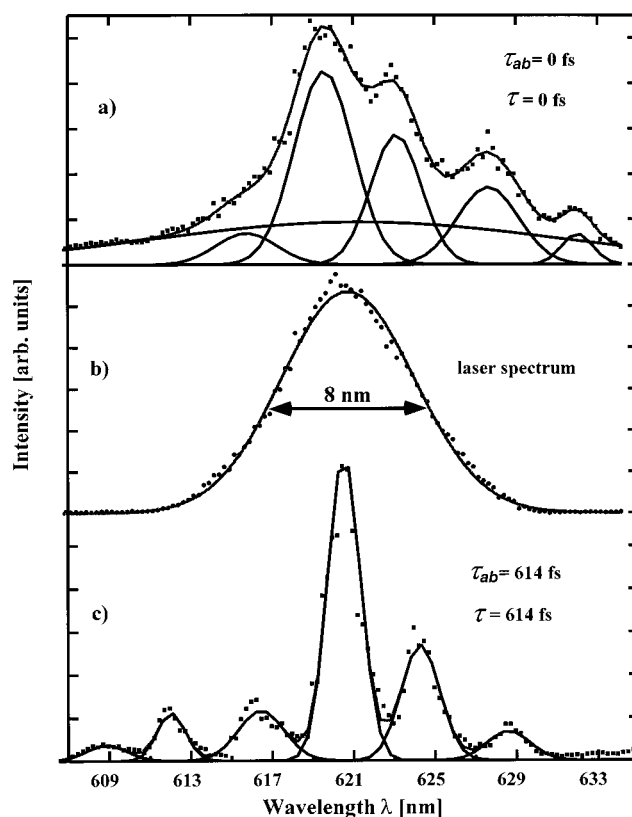 a)
τab = 0 fs
τ = 0 fs
b)
laser spectrum
8 nm
c)
τab = 614 fs
τ = 614 fs
Intensity [arb. units]
609 613 617 621 625 629 633
Wavelength λ [nm]